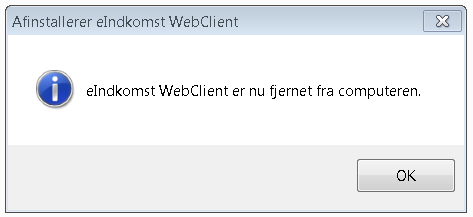 Afinstallerer eIndkomst WebClient
eIndkomst WebClient er nu fjernet fra computeren.
OK